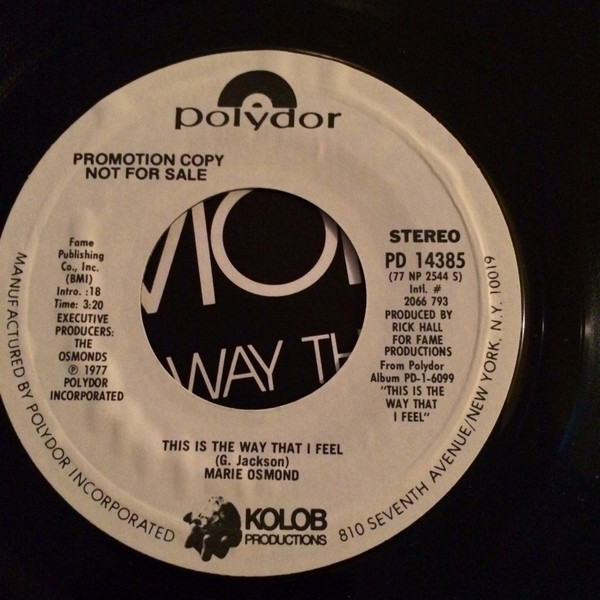 polydor
PROMOTION COPY
NOT FOR SALE
Fame
Publishing
Co., Inc.
(BMI)
Intro. :18
Time: 3:20
EXECUTIVE
PRODUCERS:
THE
OSMONDS
℗ 1977
POLYDOR
INCORPORATED
STEREO
PD 14385
(77 NP 2544 S)
Intl. #
2066 793
PRODUCED BY
RICK HALL
FOR FAME
PRODUCTIONS
From Polydor
Album PD-1-6099
"THIS IS THE
WAY THAT
I FEEL"
WAY TH
THIS IS THE WAY THAT I FEEL
(G. Jackson)
MARIE OSMOND
KOLOB
PRODUCTIONS
MANUFACTURED BY POLYDOR INCORPORATED
810 SEVENTH AVENUE/NEW YORK, N.Y. 10019